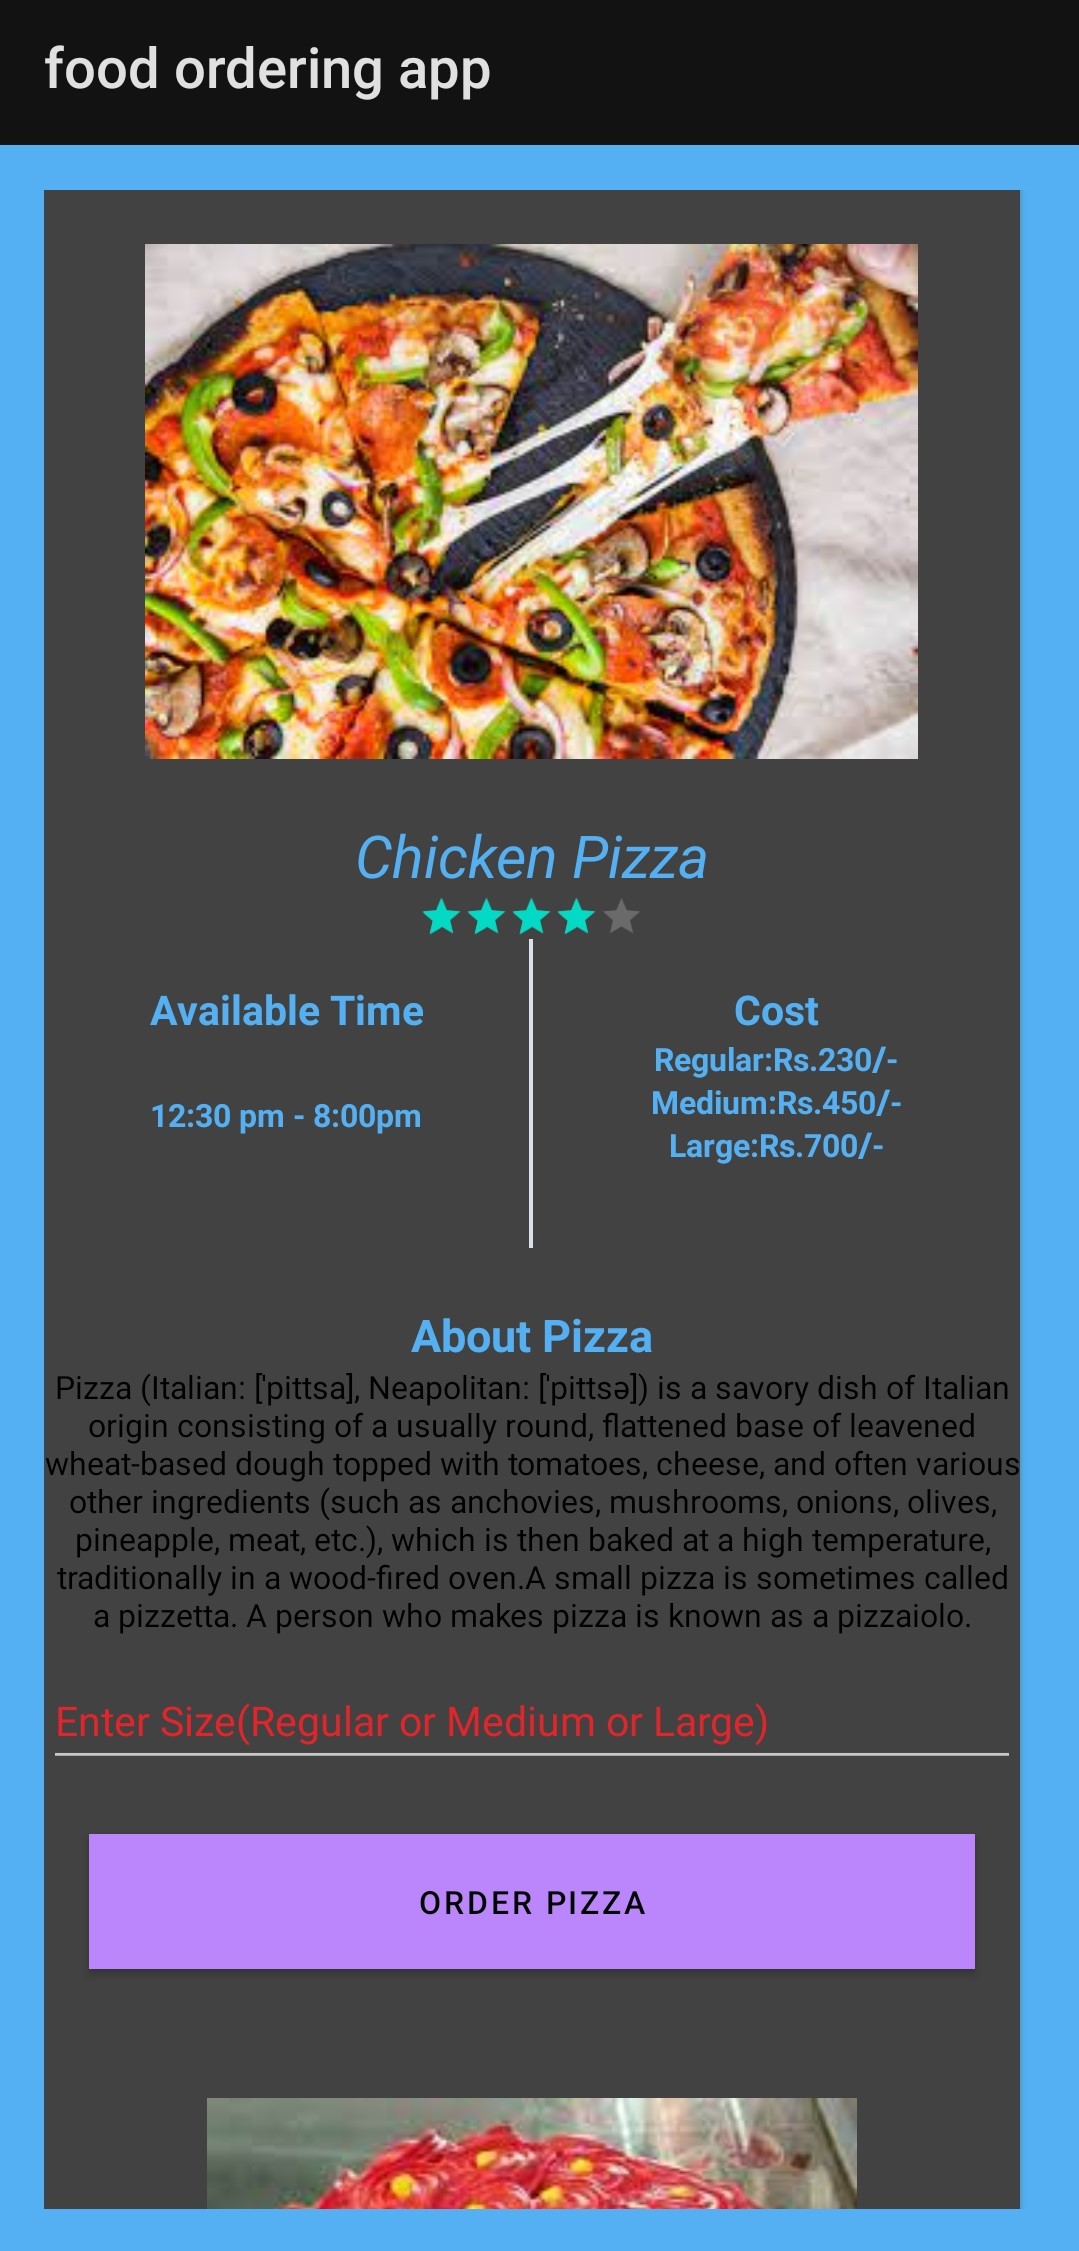 food ordering app
Chicken Pizza
Available Time
12:30 pm - 8:00pm
Cost
Regular:Rs.230/-
Medium:Rs.450/-
Large:Rs.700/-
About Pizza
Pizza (Italian: [ˈpittsa], Neapolitan: [ˈpittsə]) is a savory dish of Italian
origin consisting of a usually round, flattened base of leavened
wheat-based dough topped with tomatoes, cheese, and often various
other ingredients (such as anchovies, mushrooms, onions, olives,
pineapple, meat, etc.), which is then baked at a high temperature,
traditionally in a wood-fired oven.A small pizza is sometimes called
a pizzetta. A person who makes pizza is known as a pizzaiolo.
Enter Size(Regular or Medium or Large)
ORDER PIZZA